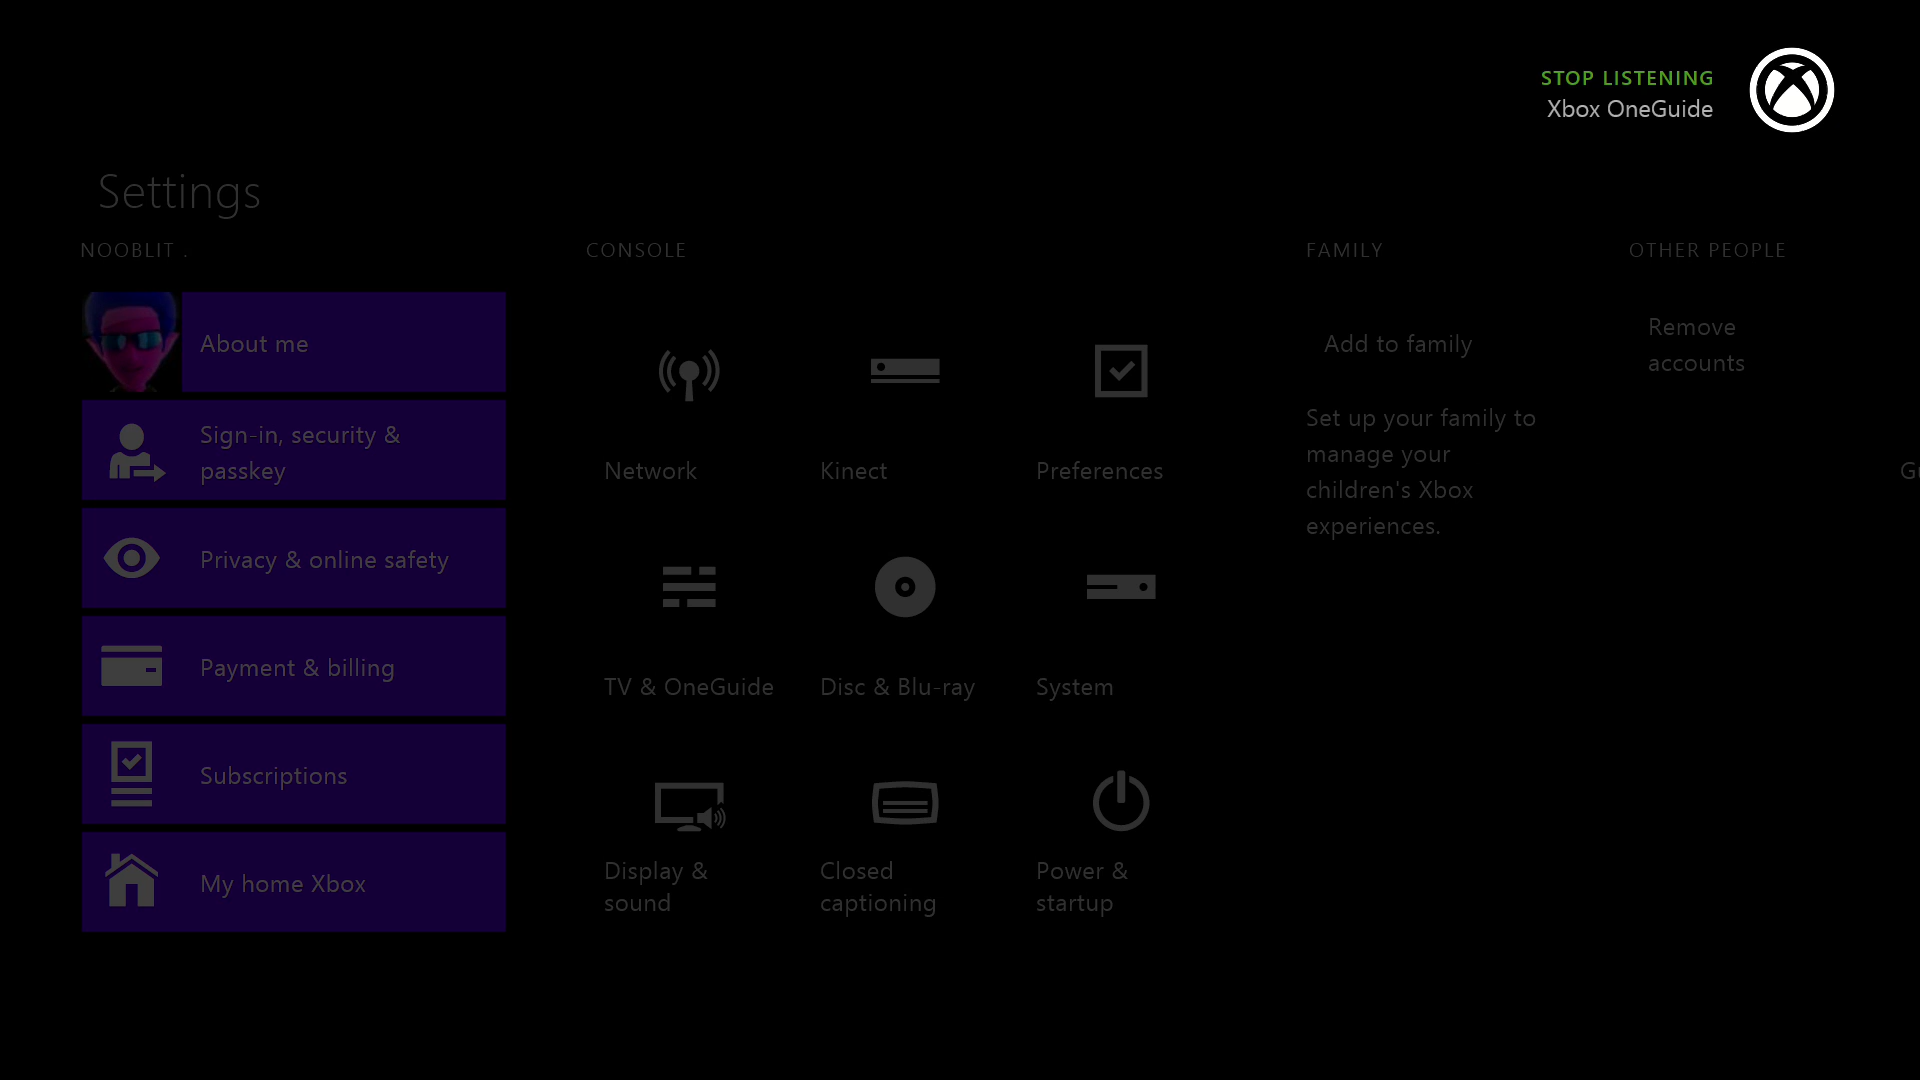 STOP LISTENING
Xbox OneGuide
Settings
NOOBLIT .
About me
Sign-in, security &
passkey
Privacy & online safety
Payment & billing
Subscriptions
My home Xbox
CONSOLE
Network
Kinect
Preferences
TV & OneGuide
Disc & Blu-ray
System
Display &
sound
Closed
captioning
Power &
startup
FAMILY
Add to family
Set up your family to
manage your
children's Xbox
experiences.
OTHER PEOPLE
Remove
accounts